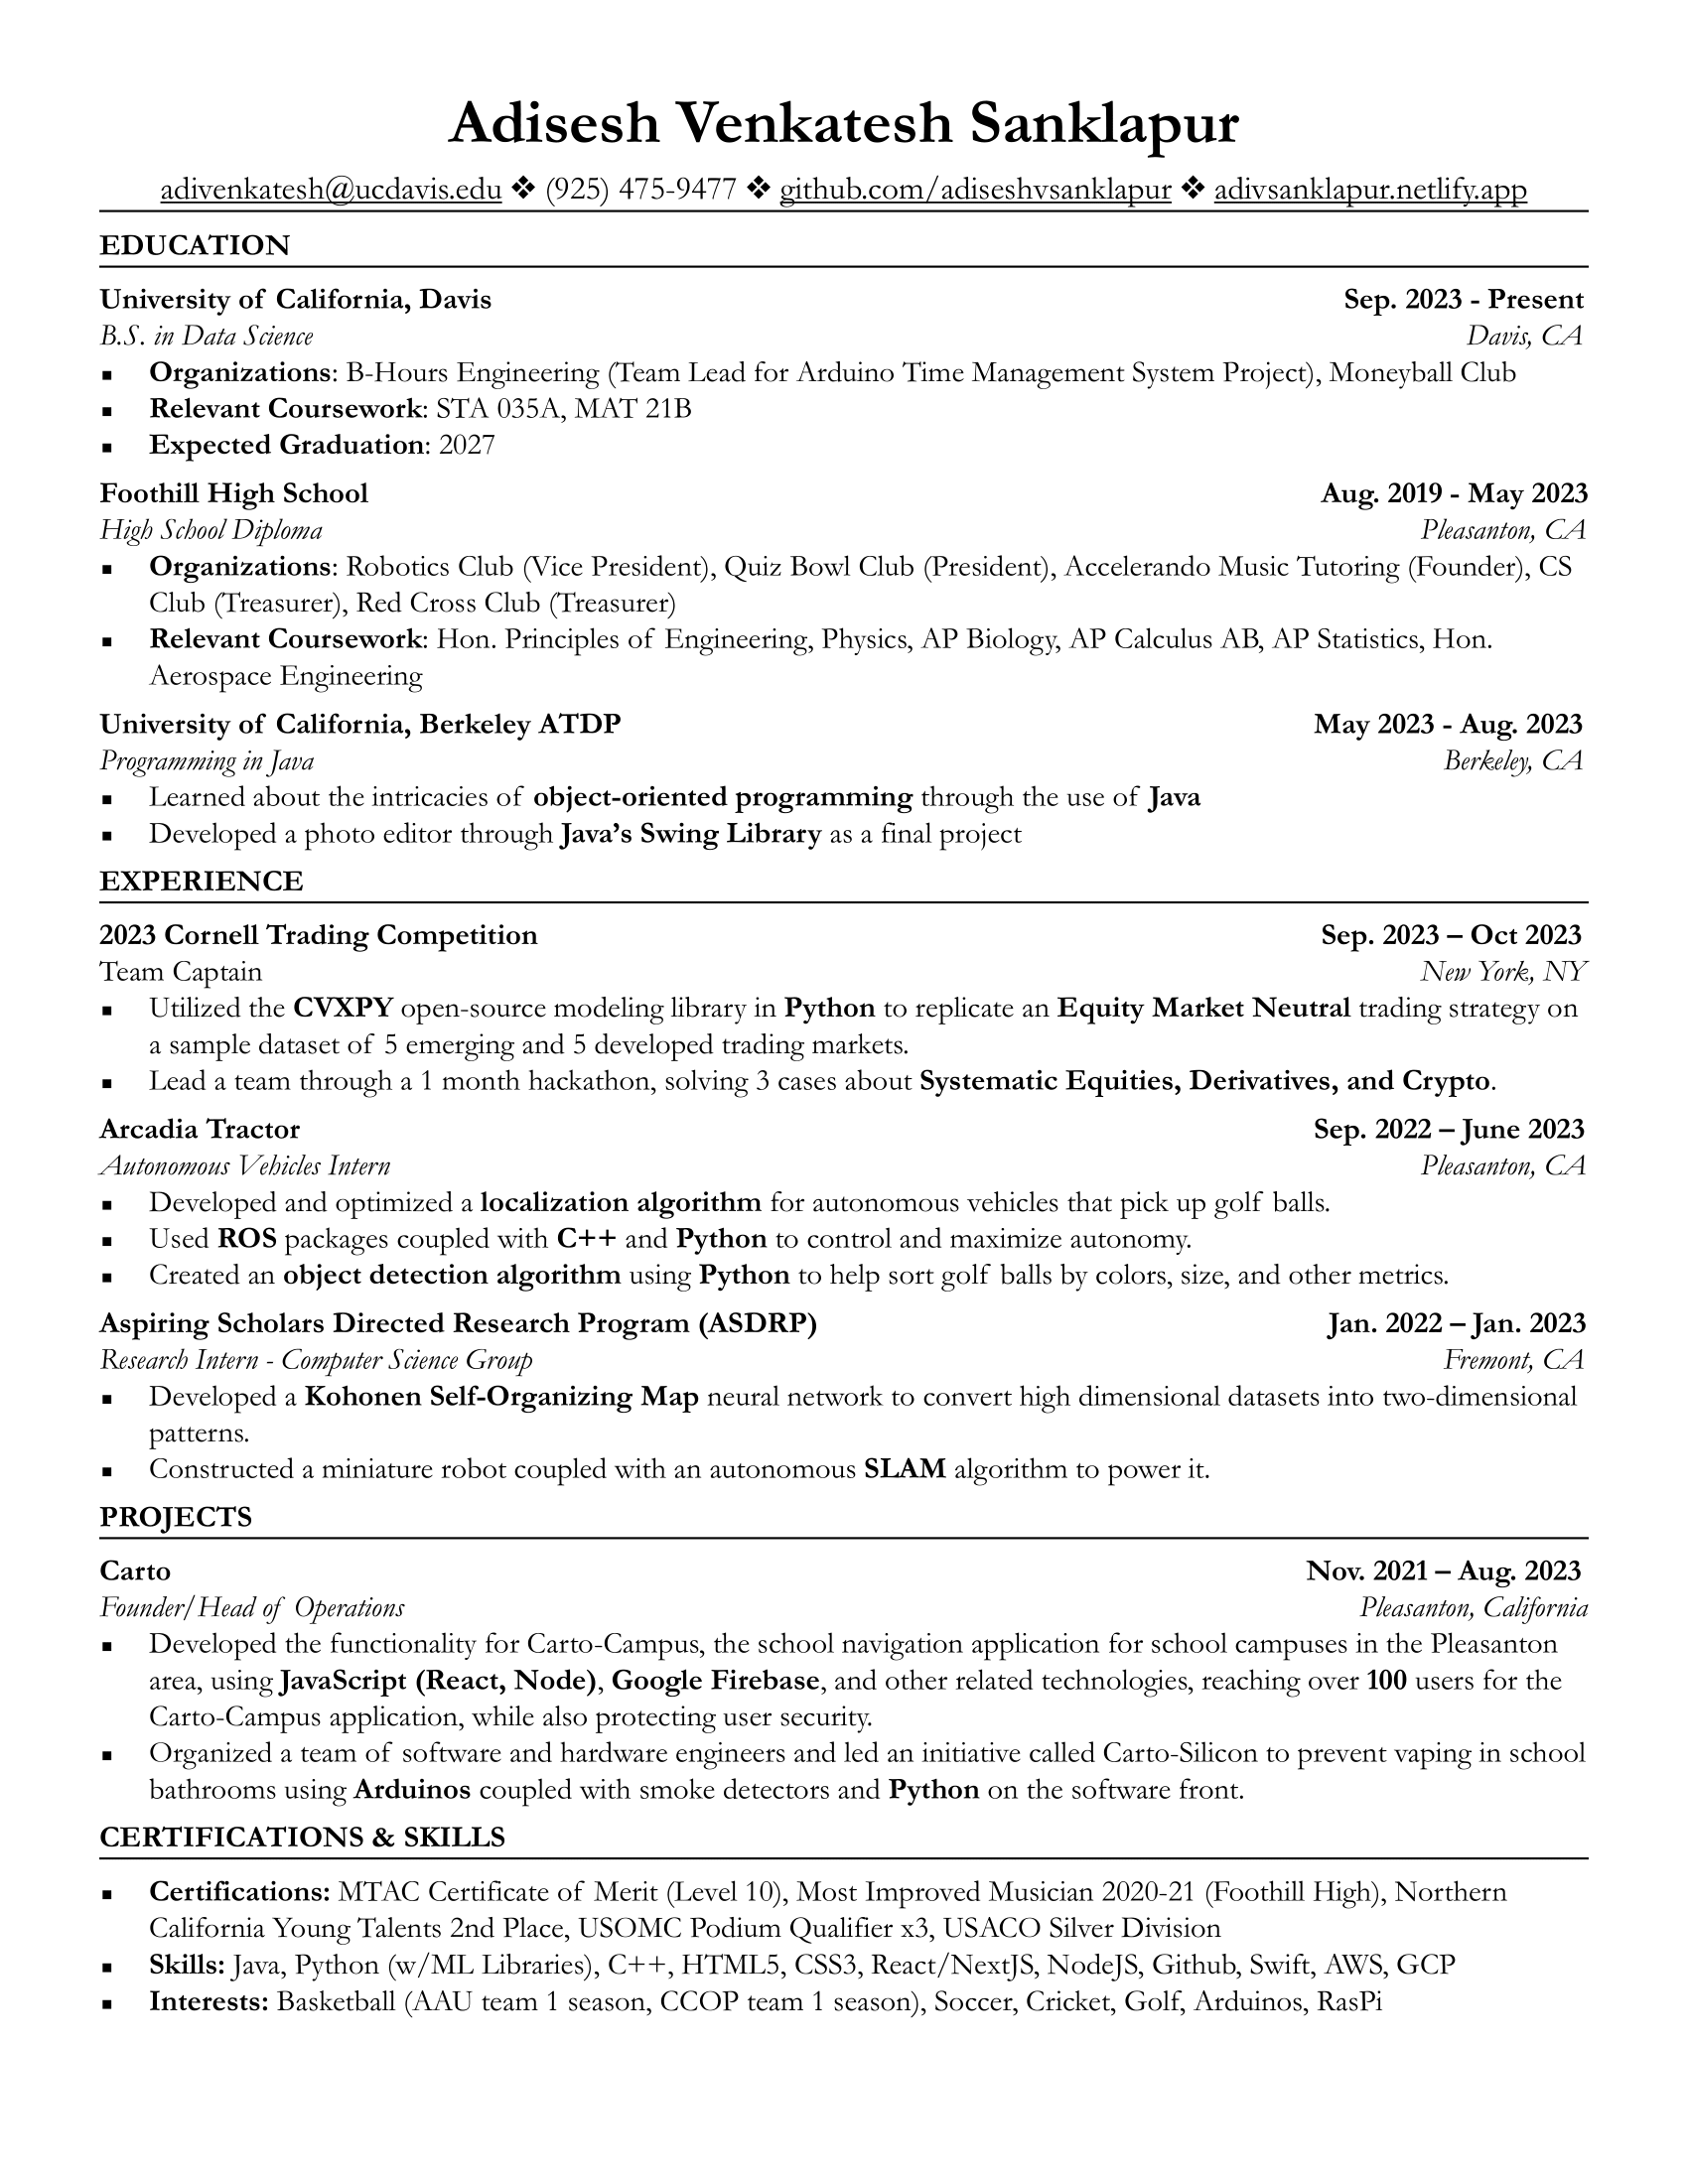 Adisesh Venkatesh Sanklapur
adivenkatesh@ucdavis.edu ❖ (925) 475-9477 ❖ github.com/adiseshvsanklapur ❖ adivsanklapur.netlify.app
EDUCATION
University of California, Davis Sep. 2023 - Present
B.S. in Data Science Davis, CA
▪ Organizations: B-Hours Engineering (Team Lead for Arduino Time Management System Project), Moneyball Club
▪ Relevant Coursework: STA 035A, MAT 21B
▪ Expected Graduation: 2027
Foothill High School Aug. 2019 - May 2023
High School Diploma Pleasanton, CA
▪ Organizations: Robotics Club (Vice President), Quiz Bowl Club (President), Accelerando Music Tutoring (Founder), CS
Club (Treasurer), Red Cross Club (Treasurer)
▪ Relevant Coursework: Hon. Principles of Engineering, Physics, AP Biology, AP Calculus AB, AP Statistics, Hon.
Aerospace Engineering
University of California, Berkeley ATDP May 2023 - Aug. 2023
Programming in Java Berkeley, CA
▪ Learned about the intricacies of object-oriented programming through the use of Java
▪ Developed a photo editor through Java’s Swing Library as a final project
EXPERIENCE
2023 Cornell Trading Competition Sep. 2023 – Oct 2023
Team Captain New York, NY
▪ Utilized the CVXPY open-source modeling library in Python to replicate an Equity Market Neutral trading strategy on
a sample dataset of 5 emerging and 5 developed trading markets.
▪ Lead a team through a 1 month hackathon, solving 3 cases about Systematic Equities, Derivatives, and Crypto.
Arcadia Tractor Sep. 2022 – June 2023
Autonomous Vehicles Intern Pleasanton, CA
▪ Developed and optimized a localization algorithm for autonomous vehicles that pick up golf balls.
▪ Used ROS packages coupled with C++ and Python to control and maximize autonomy.
▪ Created an object detection algorithm using Python to help sort golf balls by colors, size, and other metrics.
Aspiring Scholars Directed Research Program (ASDRP) Jan. 2022 – Jan. 2023
Research Intern - Computer Science Group Fremont, CA
▪ Developed a Kohonen Self-Organizing Map neural network to convert high dimensional datasets into two-dimensional
patterns.
▪ Constructed a miniature robot coupled with an autonomous SLAM algorithm to power it.
PROJECTS
Carto Nov. 2021 – Aug. 2023
Founder/Head of Operations Pleasanton, California
▪ Developed the functionality for Carto-Campus, the school navigation application for school campuses in the Pleasanton
area, using JavaScript (React, Node), Google Firebase, and other related technologies, reaching over 100 users for the
Carto-Campus application, while also protecting user security.
▪ Organized a team of software and hardware engineers and led an initiative called Carto-Silicon to prevent vaping in school
bathrooms using Arduinos coupled with smoke detectors and Python on the software front.
CERTIFICATIONS & SKILLS
▪ Certifications: MTAC Certificate of Merit (Level 10), Most Improved Musician 2020-21 (Foothill High), Northern
California Young Talents 2nd Place, USOMC Podium Qualifier x3, USACO Silver Division
▪ Skills: Java, Python (w/ML Libraries), C++, HTML5, CSS3, React/NextJS, NodeJS, Github, Swift, AWS, GCP
▪ Interests: Basketball (AAU team 1 season, CCOP team 1 season), Soccer, Cricket, Golf, Arduinos, RasPi